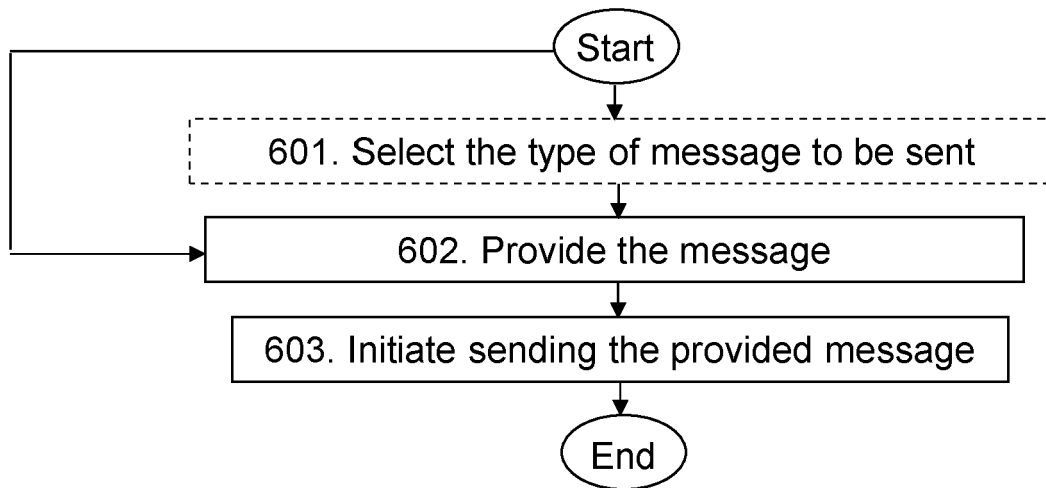 Start
601. Select the type of message to be sent
602. Provide the message
603. Initiate sending the provided message
End